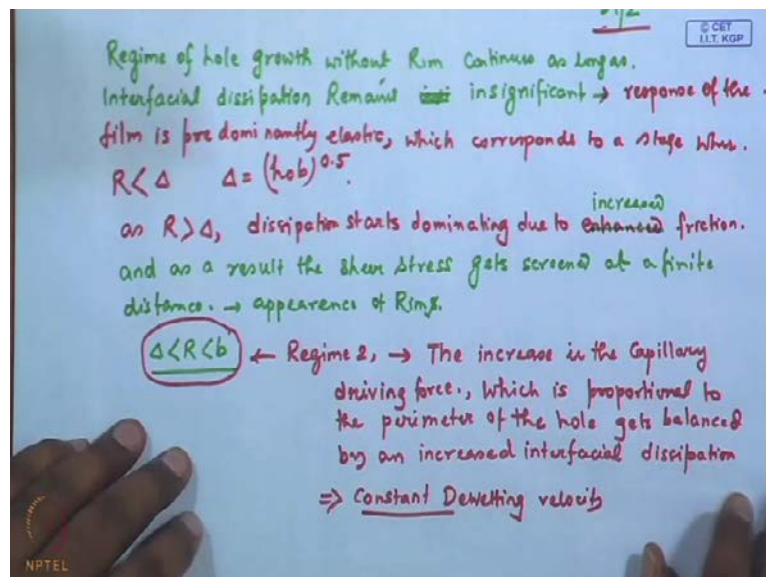 © CET
I.I.T. KGP
Regime of hole growth without Rim Continues as long as.
Interfacial dissipation Remains insignificant → response of the
film is predominantly elastic, which corresponds to a stage when.
R < Δ Δ = (h₀b)^0.5.
increased
as R > Δ, dissipation starts dominating due to enhanced friction.
and as a result the shear stress gets screened at a finite
distance. → appearence of Rims.
Δ < R < b ← Regime 2, → The increase in the Capillary
driving force., which is proportional to
the perimeter of the hole gets balanced
by an increased interfacial dissipation
⇒ Constant Dewetting velocity
NPTEL